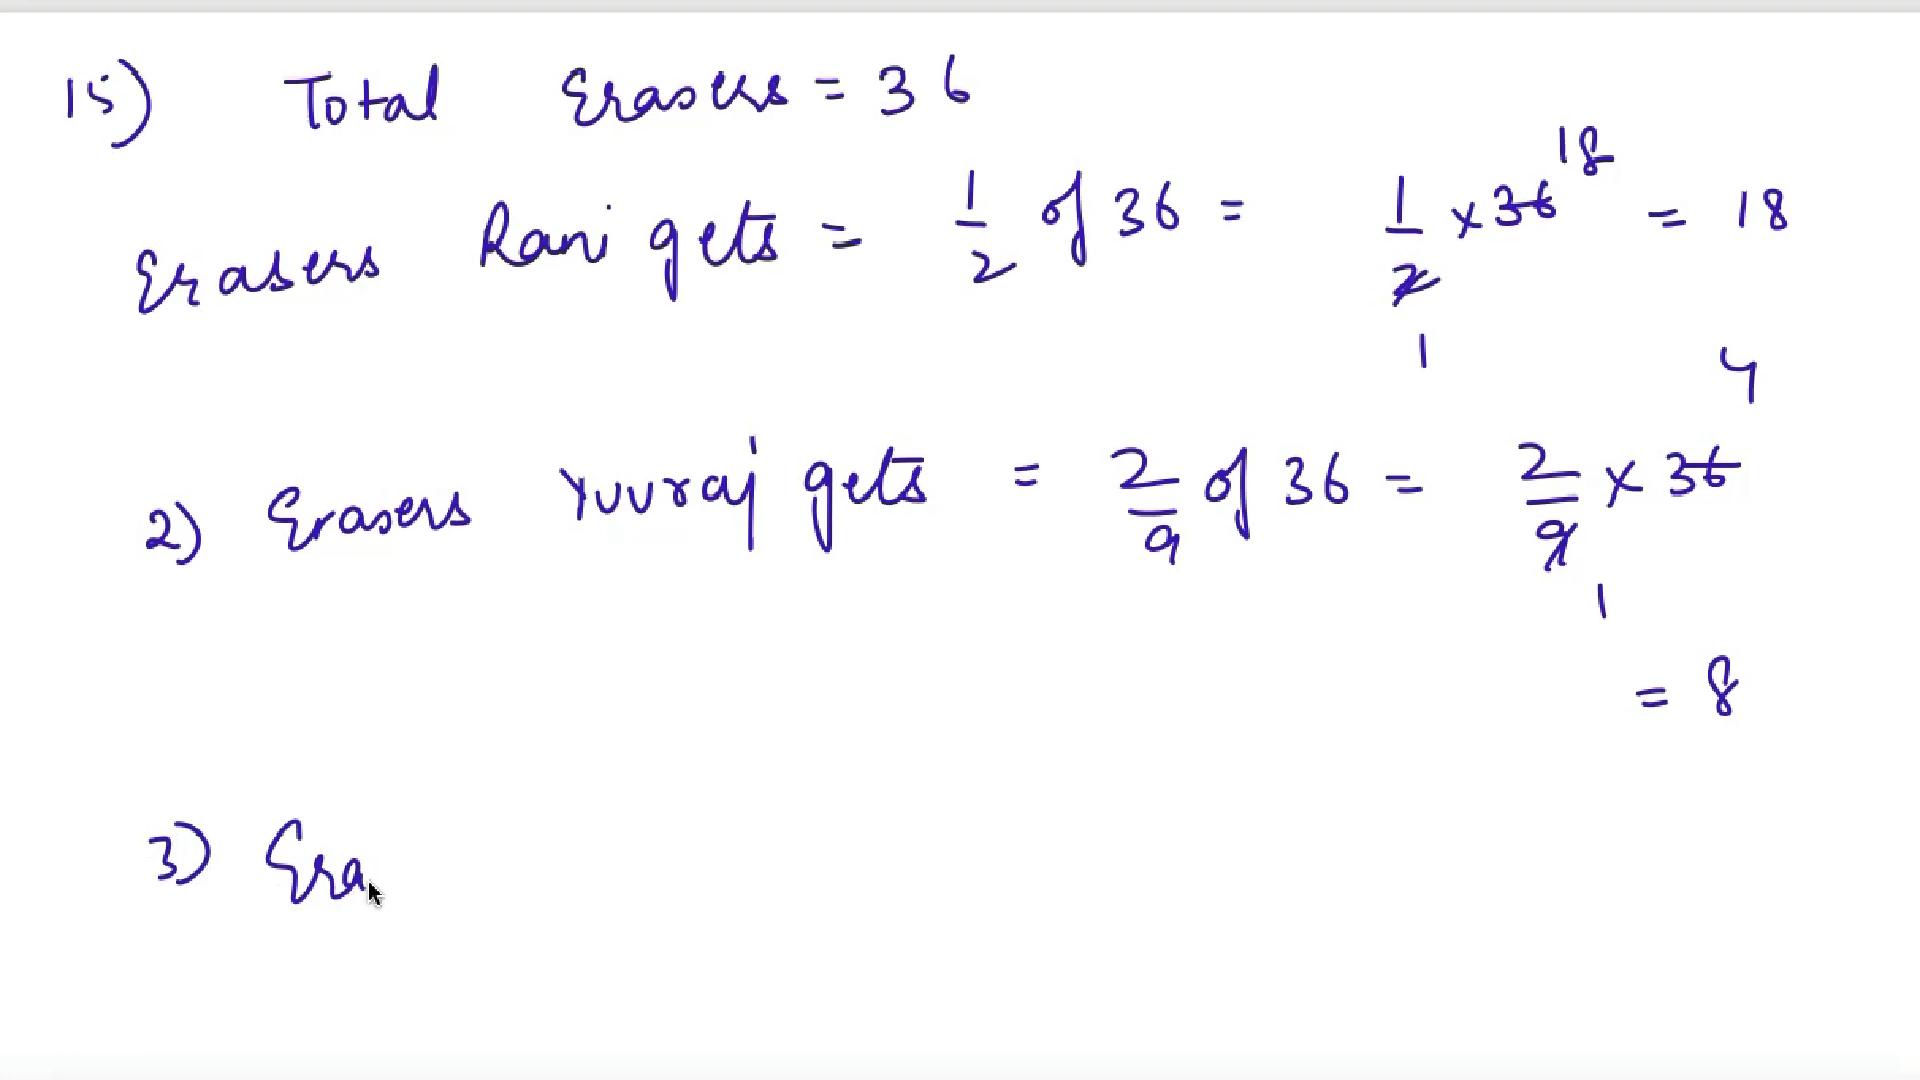 15) Total Erasers = 36
Erasers Rani gets = 1/2 of 36 = 1/2 × 36 18 = 18
1
4
2) Erasers Yuvraj gets = 2/9 of 36 = 2/9 × 36
1
= 8
3) Era